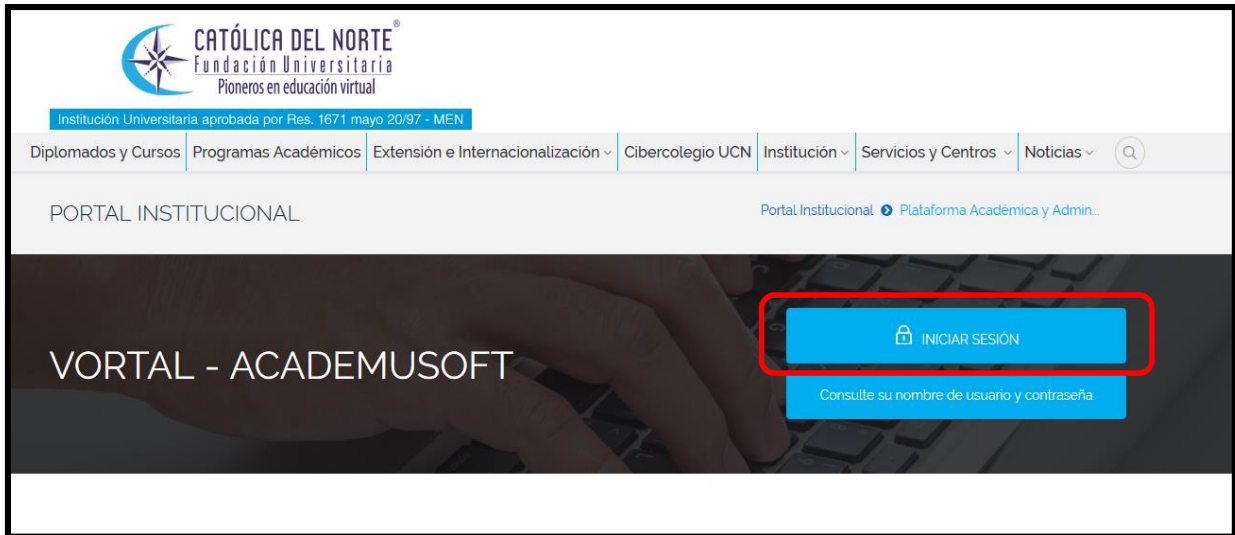 CATÓLICA DEL NORTE®
Fundación Universitaria
Pioneros en educación virtual
Institución Universitaria aprobada por Res. 1671 mayo 20/97 - MEN
Diplomados y Cursos Programas Académicos Extensión e Internacionalización Cibercolegio UCN Institución Servicios y Centros Noticias
PORTAL INSTITUCIONAL Portal Institucional Plataforma Académica y Admin...
INICIAR SESIÓN
VORTAL - ACADEMUSOFT
Consulte su nombre de usuario y contraseña